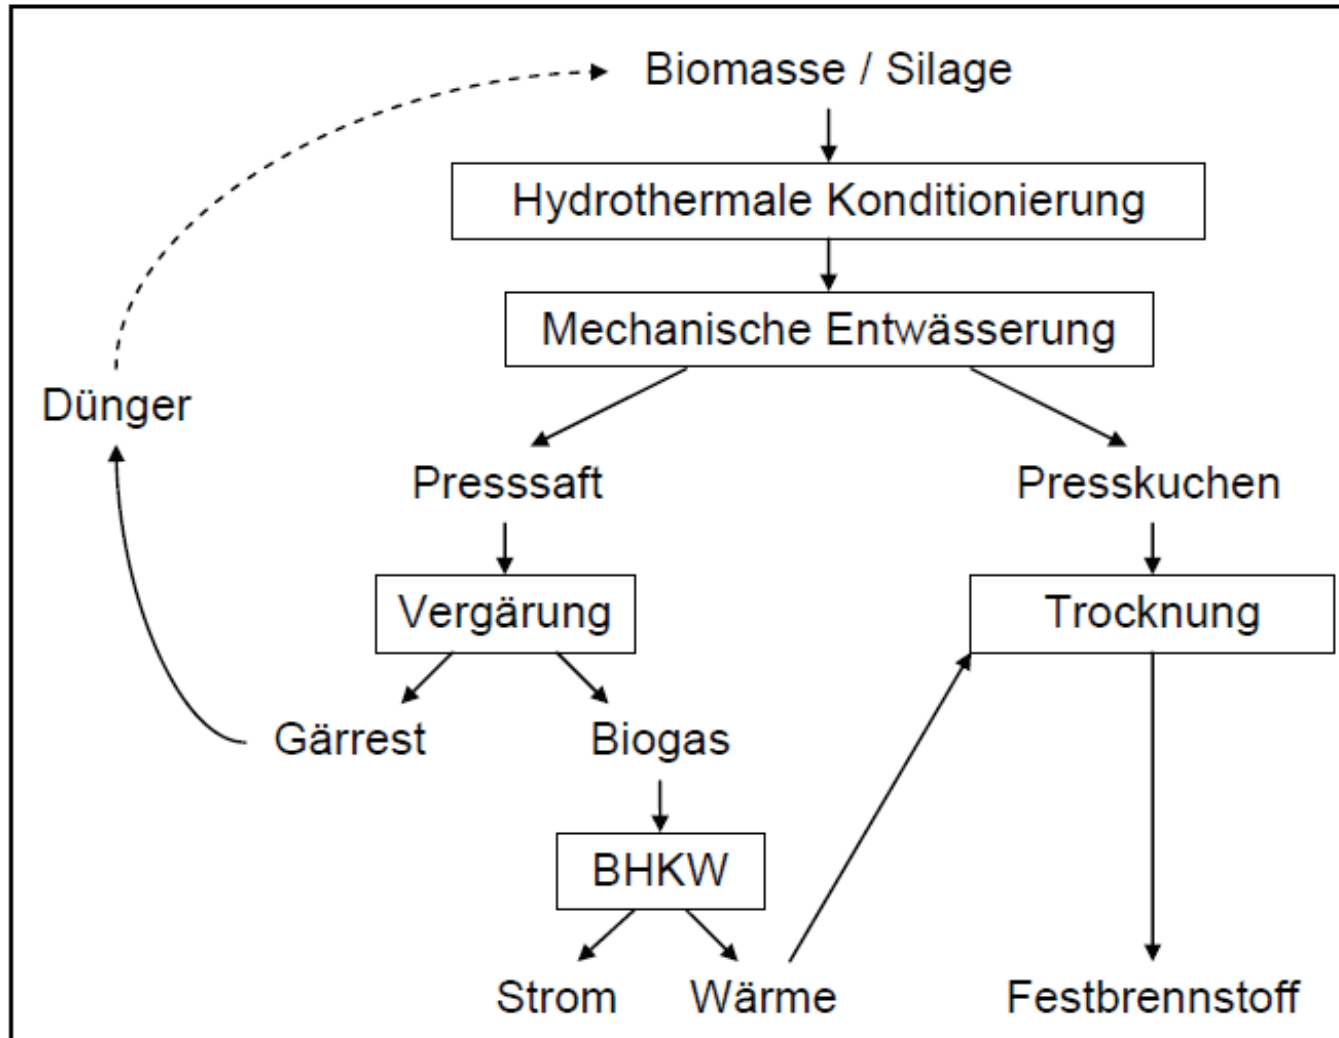 Biomasse / Silage
Hydrothermale Konditionierung
Mechanische Entwässerung
Dünger
Presssaft
Presskuchen
Vergärung
Trocknung
Gärrest
Biogas
BHKW
Strom
Wärme
Festbrennstoff